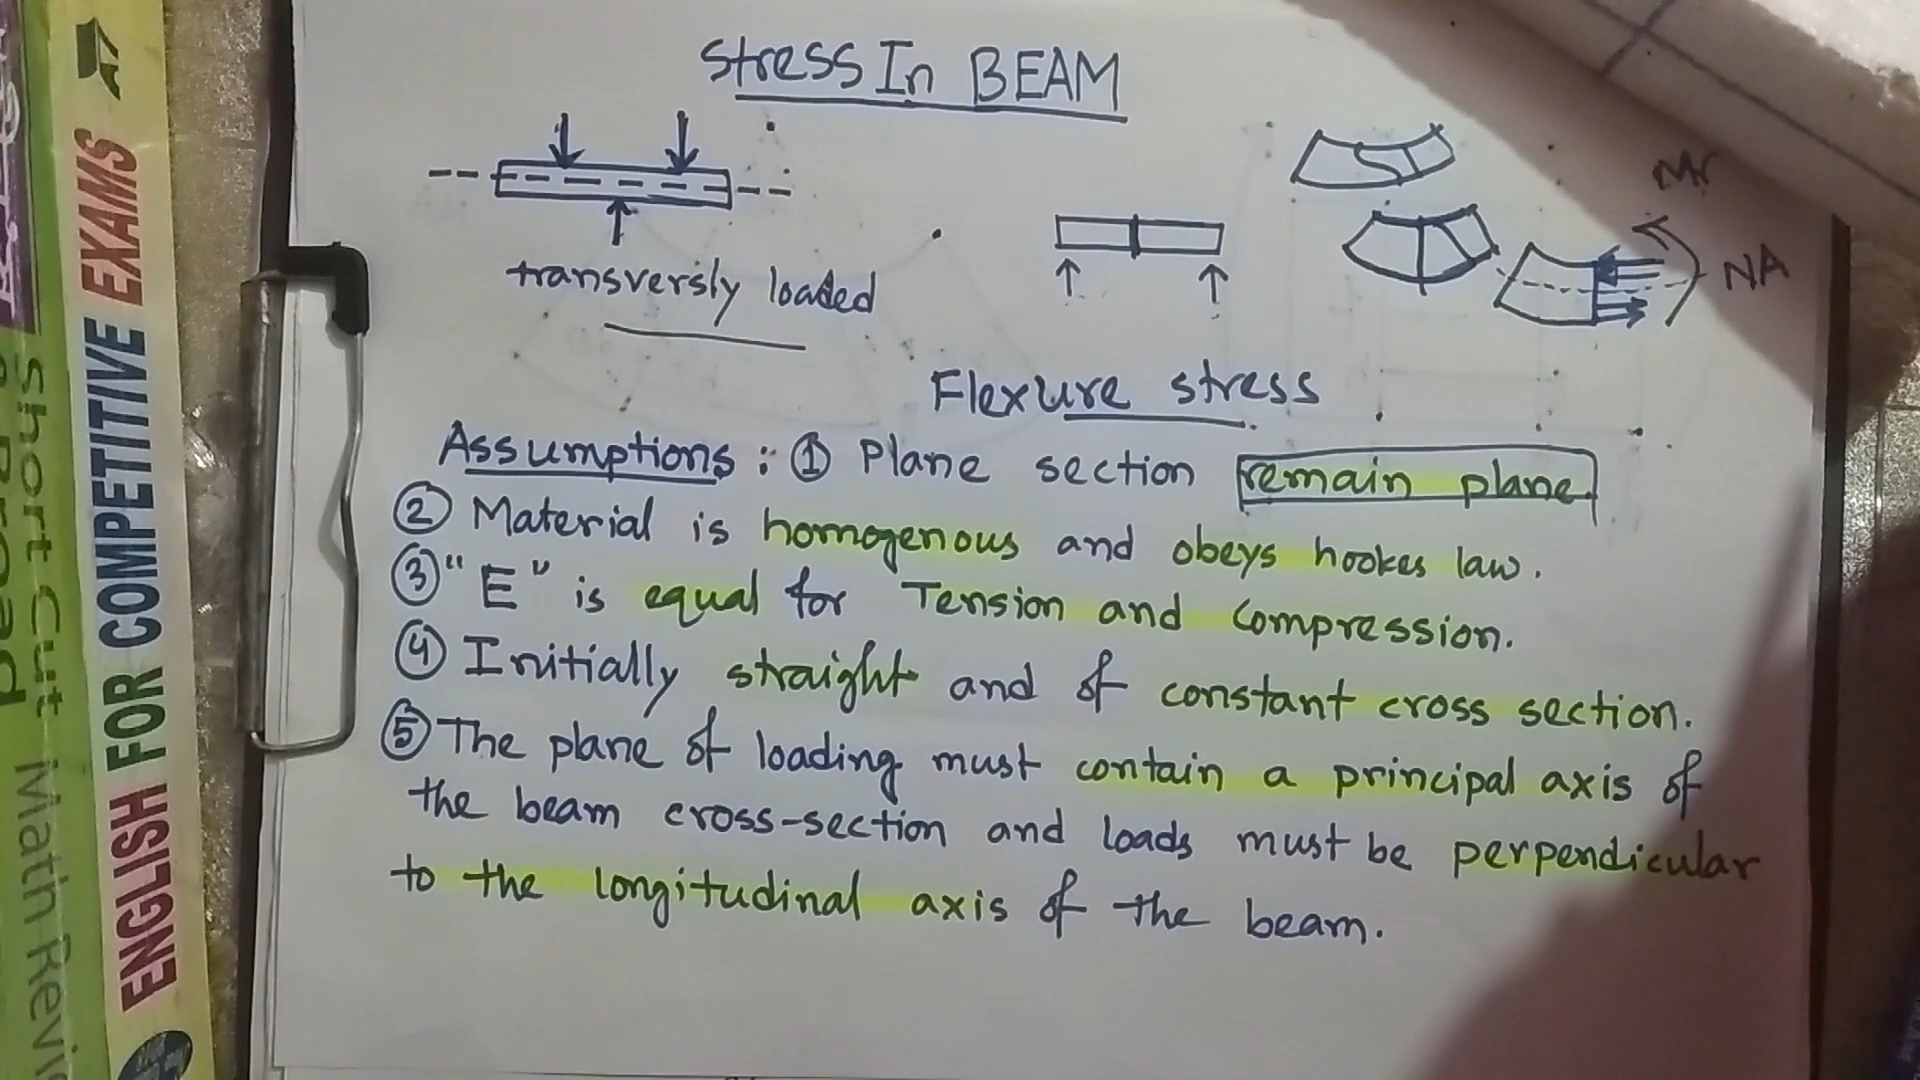 Stress In BEAM
transversly loaded
Mr
NA
Flexure stress
Assumptions : ① Plane section remain plane.
② Material is homogenous and obeys hookes law.
③ "E" is equal for Tension and compression.
④ Initially straight and of constant cross section.
⑤ The plane of loading must contain a principal axis of
the beam cross-section and loads must be perpendicular
to the longitudinal axis of the beam.
A7
ENGLISH FOR COMPETITIVE EXAMS
Short Cut Math Revi